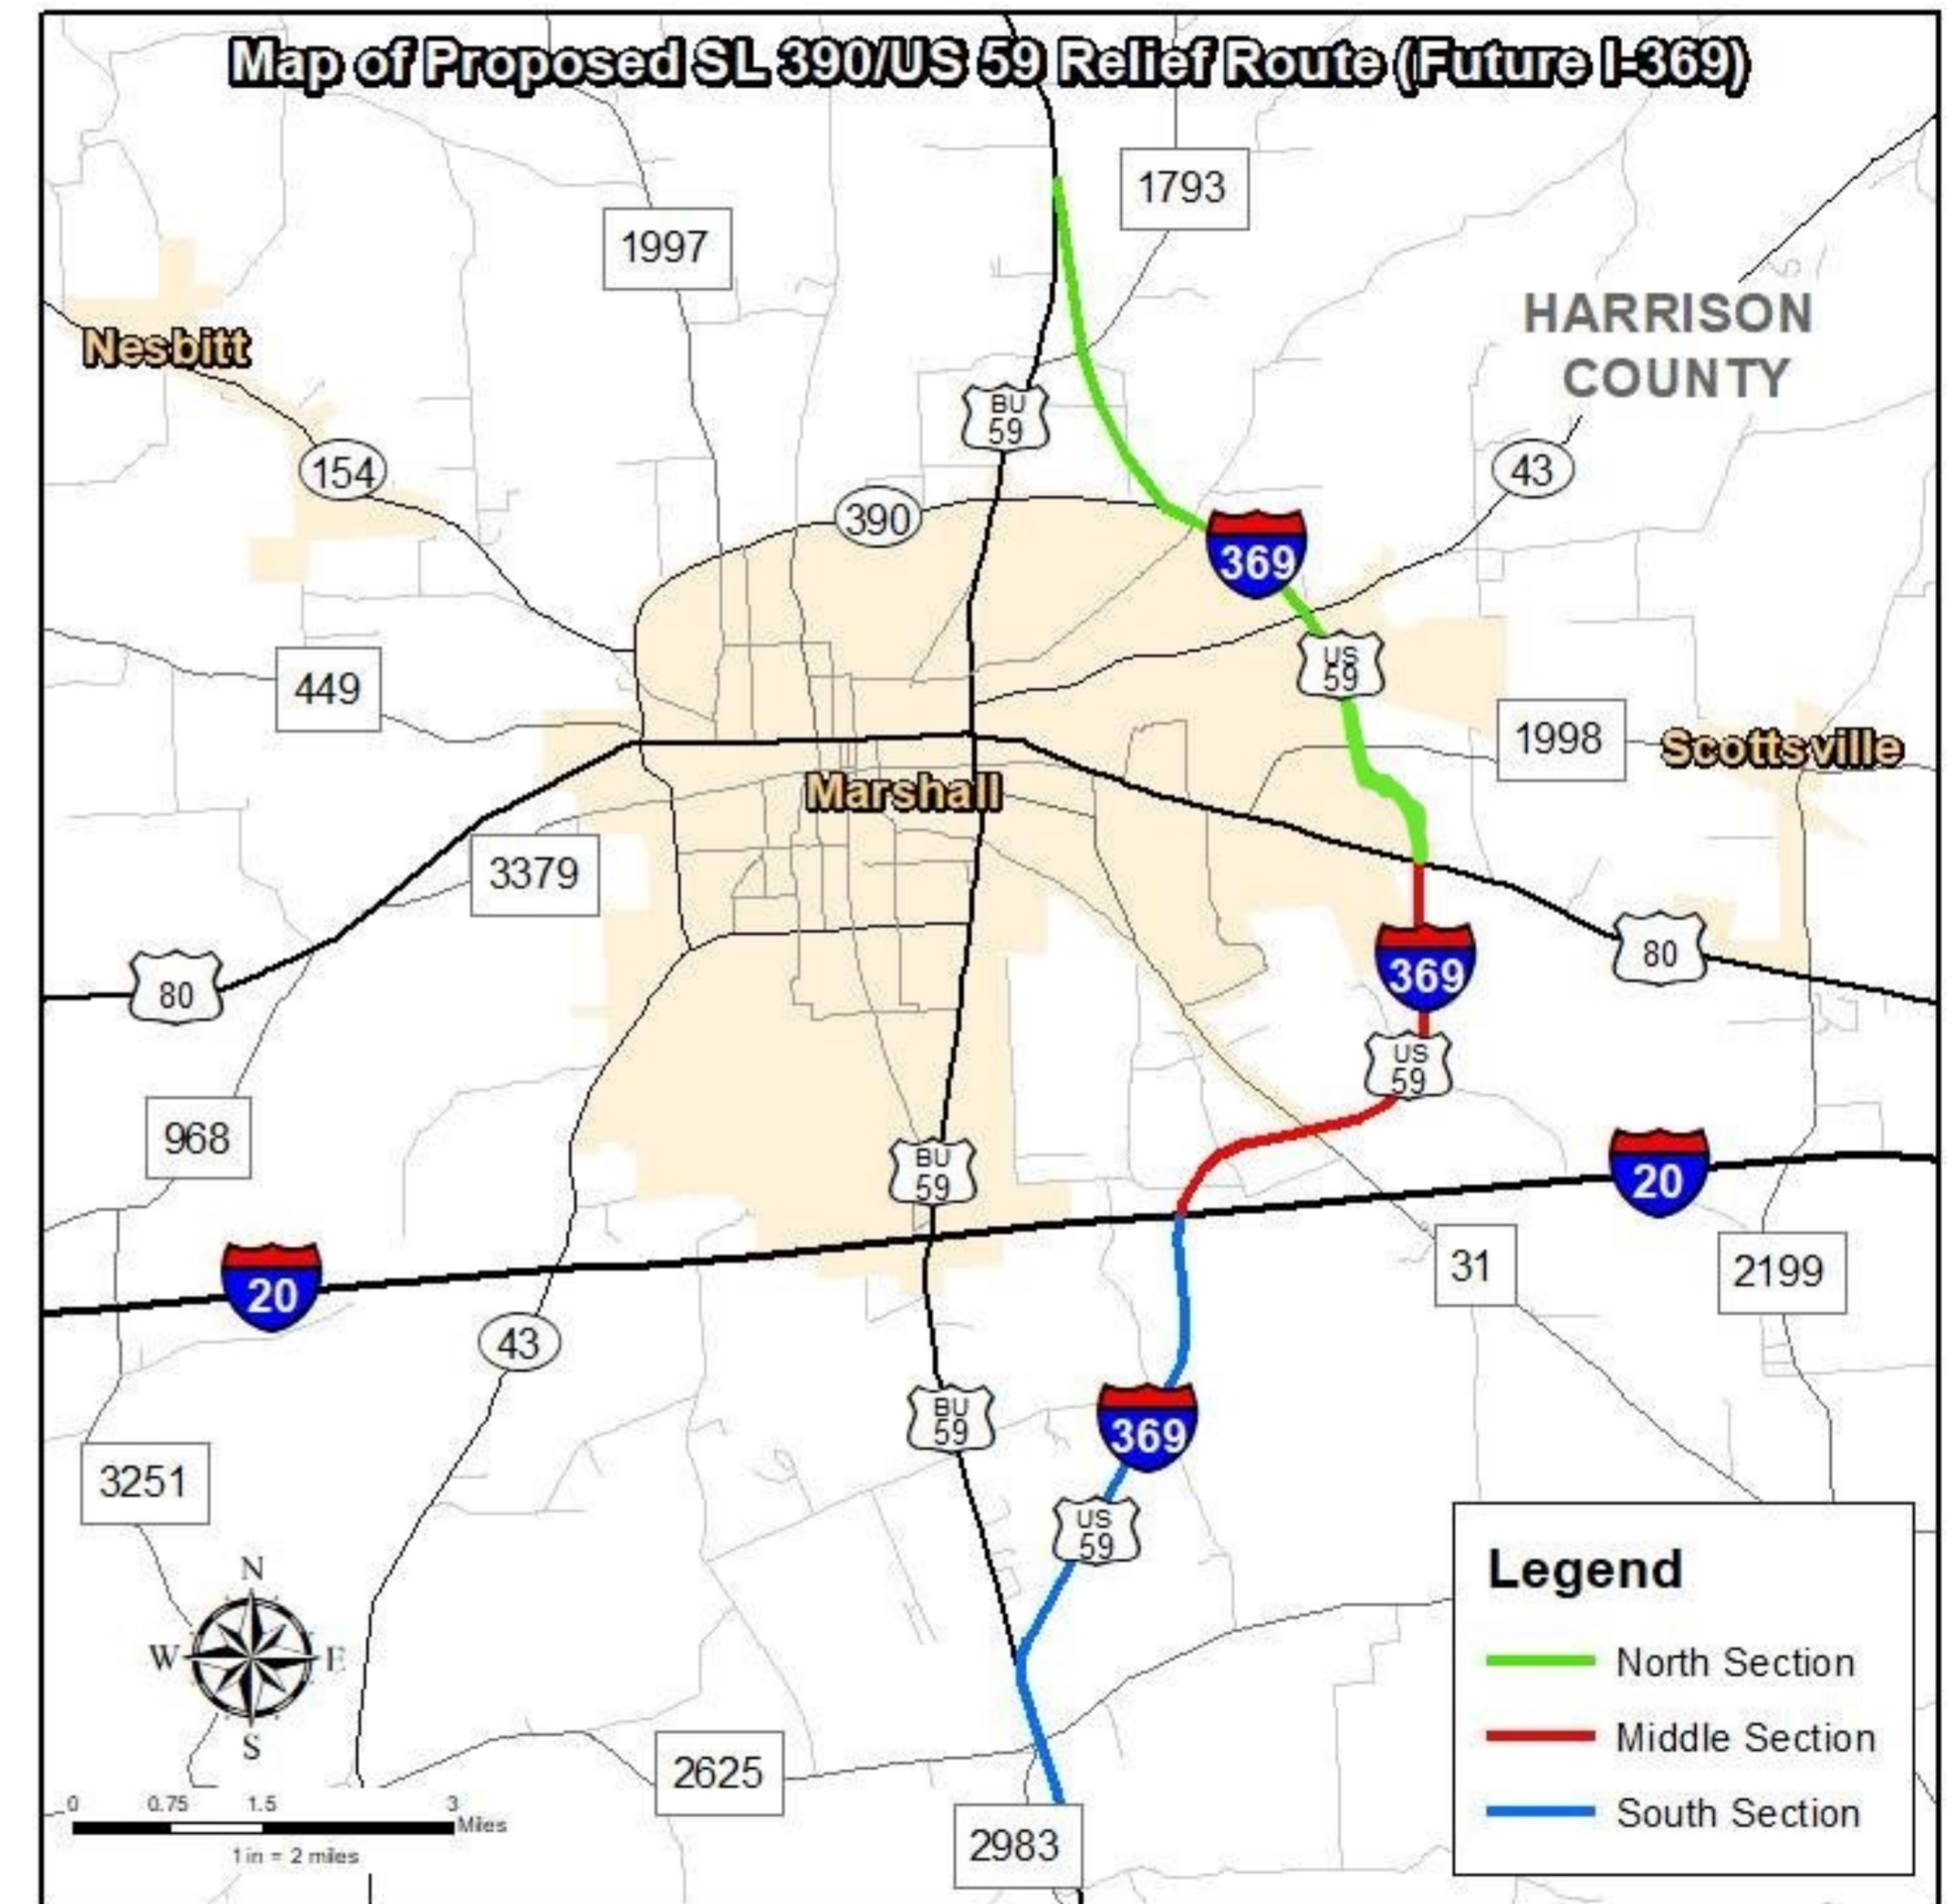 Map of Proposed SL 390/US 59 Relief Route (Future I-369)
1793
1997
HARRISON
COUNTY
Nesbitt
BU
59
154
43
390
369
US
59
449
1998
Scottsville
Marshall
3379
80
369
80
US
59
968
BU
59
20
20
31
2199
43
BU
59
369
3251
US
59
N
W
E
S
2625
2983
0
0.75
1.5
3
Miles
1 in = 2 miles
Legend
North Section
Middle Section
South Section